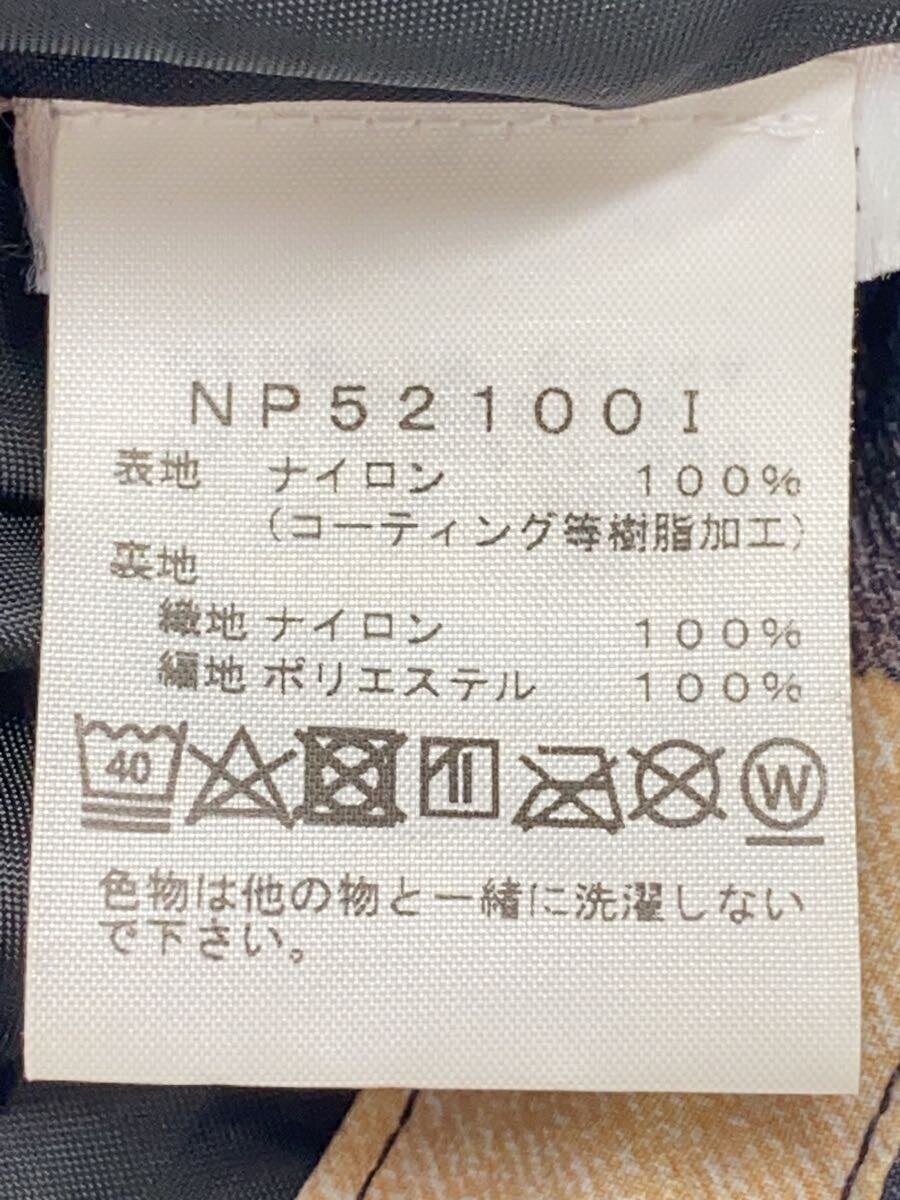 NP52100I
表地 ナイロン 100%
(コーティング等樹脂加工)
裏地
織地 ナイロン 100%
編地 ポリエステル 100%
40
W
色物は他の物と一緒に洗濯しない
で下さい。